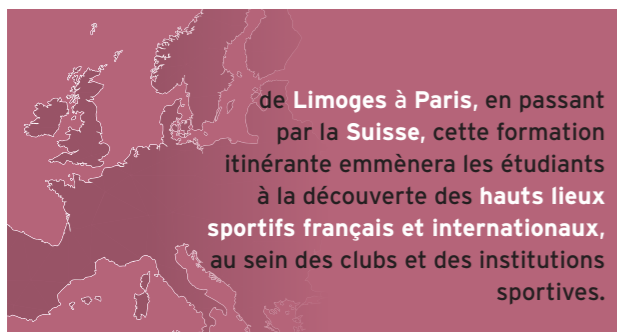 de Limoges à Paris, en passant
par la Suisse, cette formation
itinérante emmènera les étudiants
à la découverte des hauts lieux
sportifs français et internationaux,
au sein des clubs et des institutions
sportives.